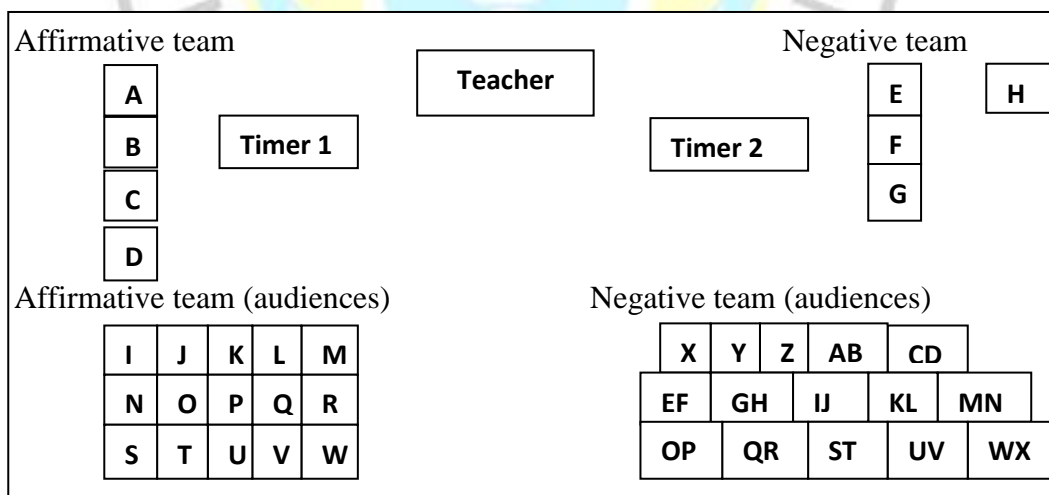 Affirmative team
Negative team
Teacher
A
E
H
B
Timer 1
Timer 2
F
C
G
D
Affirmative team (audiences)
Negative team (audiences)
I J K L M
X Y Z AB CD
N O P Q R
EF GH IJ KL MN
S T U V W
OP QR ST UV WX